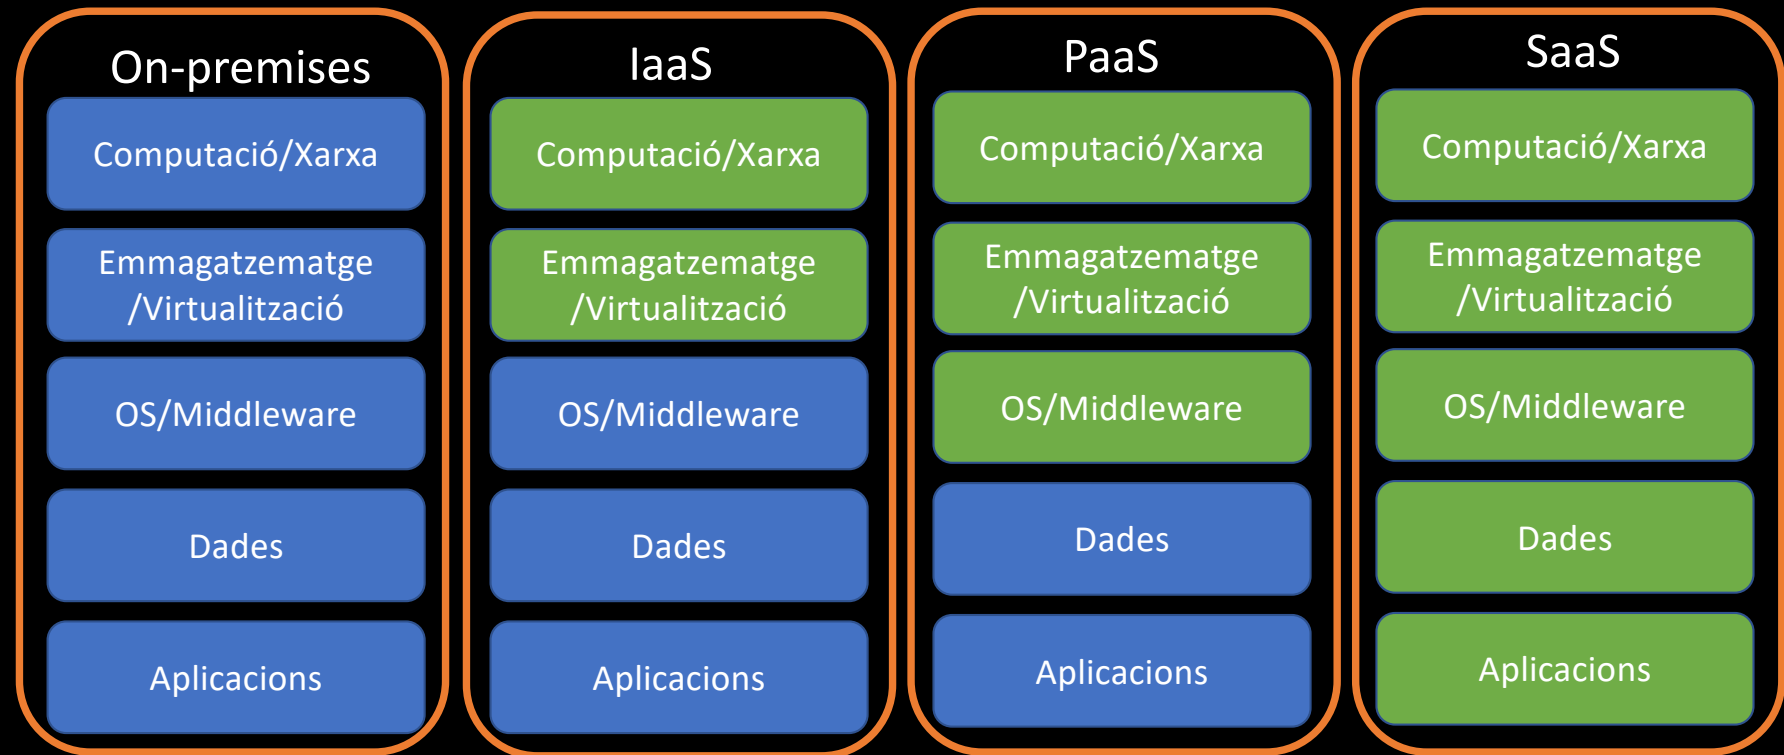 On-premises
Computació/Xarxa
Emmagatzematge
/Virtualització
OS/Middleware
Dades
Aplicacions
IaaS
Computació/Xarxa
Emmagatzematge
/Virtualització
OS/Middleware
Dades
Aplicacions
PaaS
Computació/Xarxa
Emmagatzematge
/Virtualització
OS/Middleware
Dades
Aplicacions
SaaS
Computació/Xarxa
Emmagatzematge
/Virtualització
OS/Middleware
Dades
Aplicacions